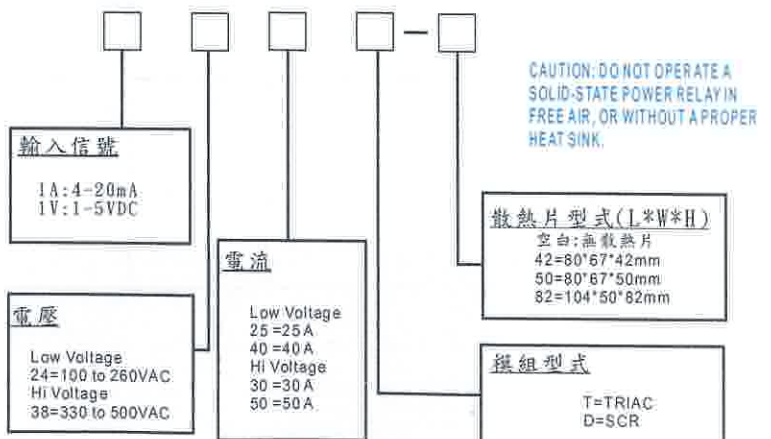 CAUTION: DO NOT OPERATE A
SOLID-STATE POWER RELAY IN
FREE AIR, OR WITHOUT A PROPER
HEAT SINK.
輸入信號
1A:4-20mA
1V:1-5VDC
電壓
Low Voltage
24=100 to 260VAC
Hi Voltage
38=330 to 500VAC
電流
Low Voltage
25 =25A
40 =40A
Hi Voltage
30 =30A
50 =50A
散熱片型式(L*W*H)
空白:無散熱片
42=80*67*42mm
50=80*67*50mm
82=104*50*82mm
模組型式
T=TRIAC
D=SCR